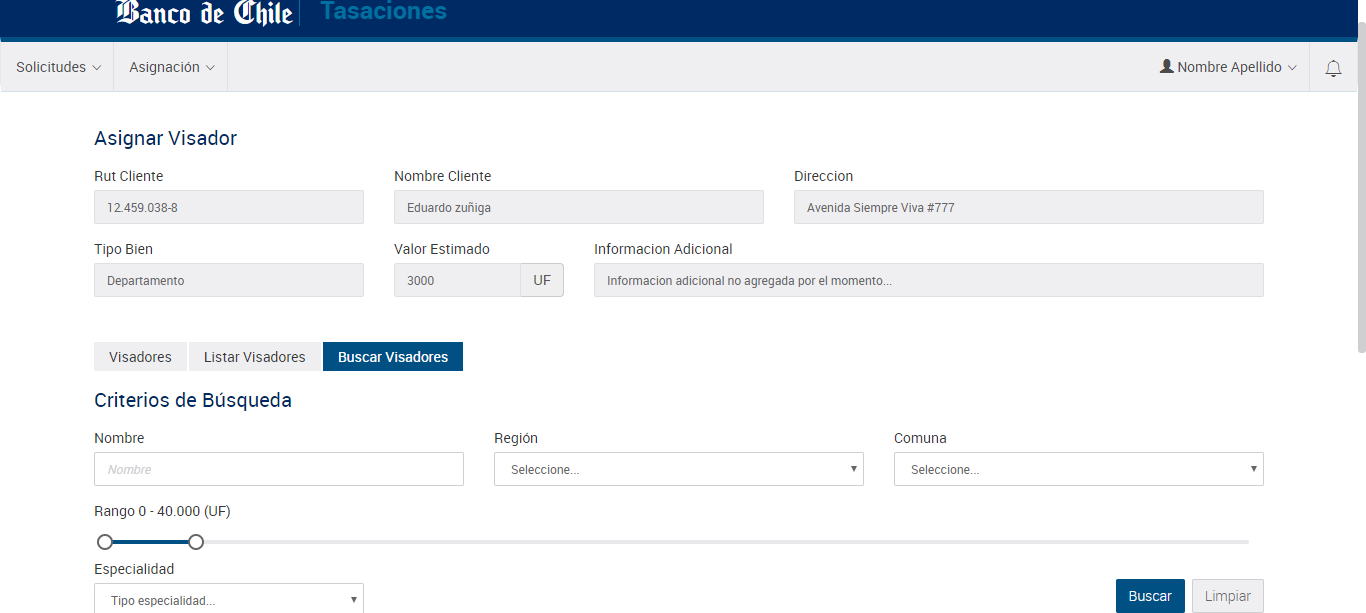 Banco de Chile Tasaciones
Solicitudes Asignación Nombre Apellido
Asignar Visador
Rut Cliente Nombre Cliente Direccion
12.459.038-8 Eduardo zuñiga Avenida Siempre Viva #777
Tipo Bien Valor Estimado Informacion Adicional
Departamento 3000 UF Informacion adicional no agregada por el momento...
Visadores Listar Visadores Buscar Visadores
Criterios de Búsqueda
Nombre Región Comuna
Nombre Seleccione... Seleccione...
Rango 0 - 40.000 (UF)
Especialidad
Tipo especialidad... Buscar Limpiar